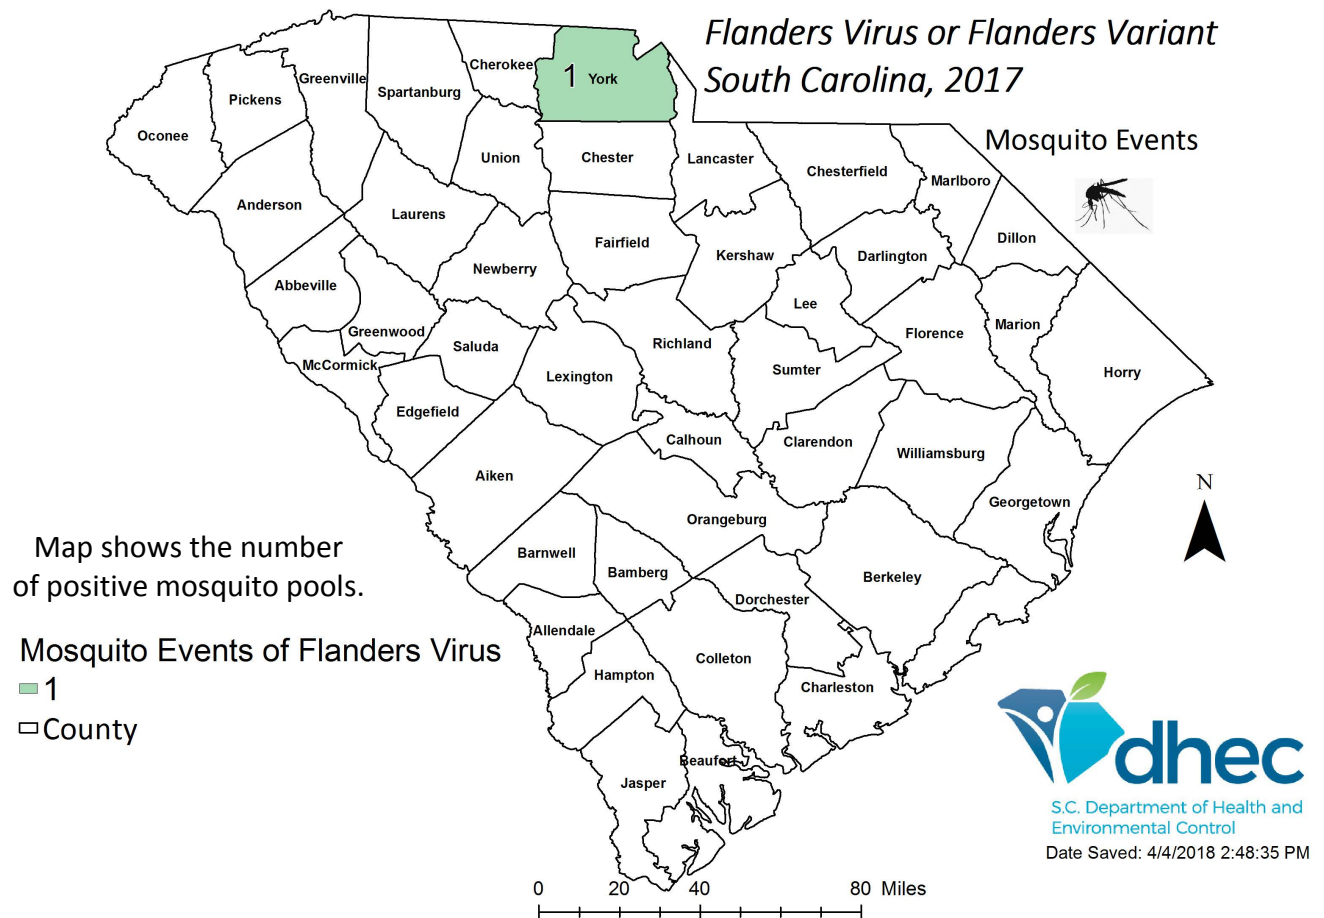 Flanders Virus or Flanders Variant
South Carolina, 2017
Mosquito Events
Cherokee
1 York
Greenville
Spartanburg
Pickens
Oconee
Union
Chester
Lancaster
Chesterfield
Marlboro
Anderson
Laurens
Fairfield
Kershaw
Darlington
Dillon
Newberry
Abbeville
Lee
Greenwood
Saluda
Richland
Florence
Marion
McCormick
Lexington
Sumter
Horry
Edgefield
Calhoun
Clarendon
Williamsburg
Aiken
Georgetown
Orangeburg
Barnwell
Bamberg
Berkeley
Dorchester
Allendale
Colleton
Hampton
Charleston
Beaufort
Jasper
N
Map shows the number
of positive mosquito pools.
Mosquito Events of Flanders Virus
1
County
dhec
S.C. Department of Health and
Environmental Control
Date Saved: 4/4/2018 2:48:35 PM
0 20 40 80 Miles